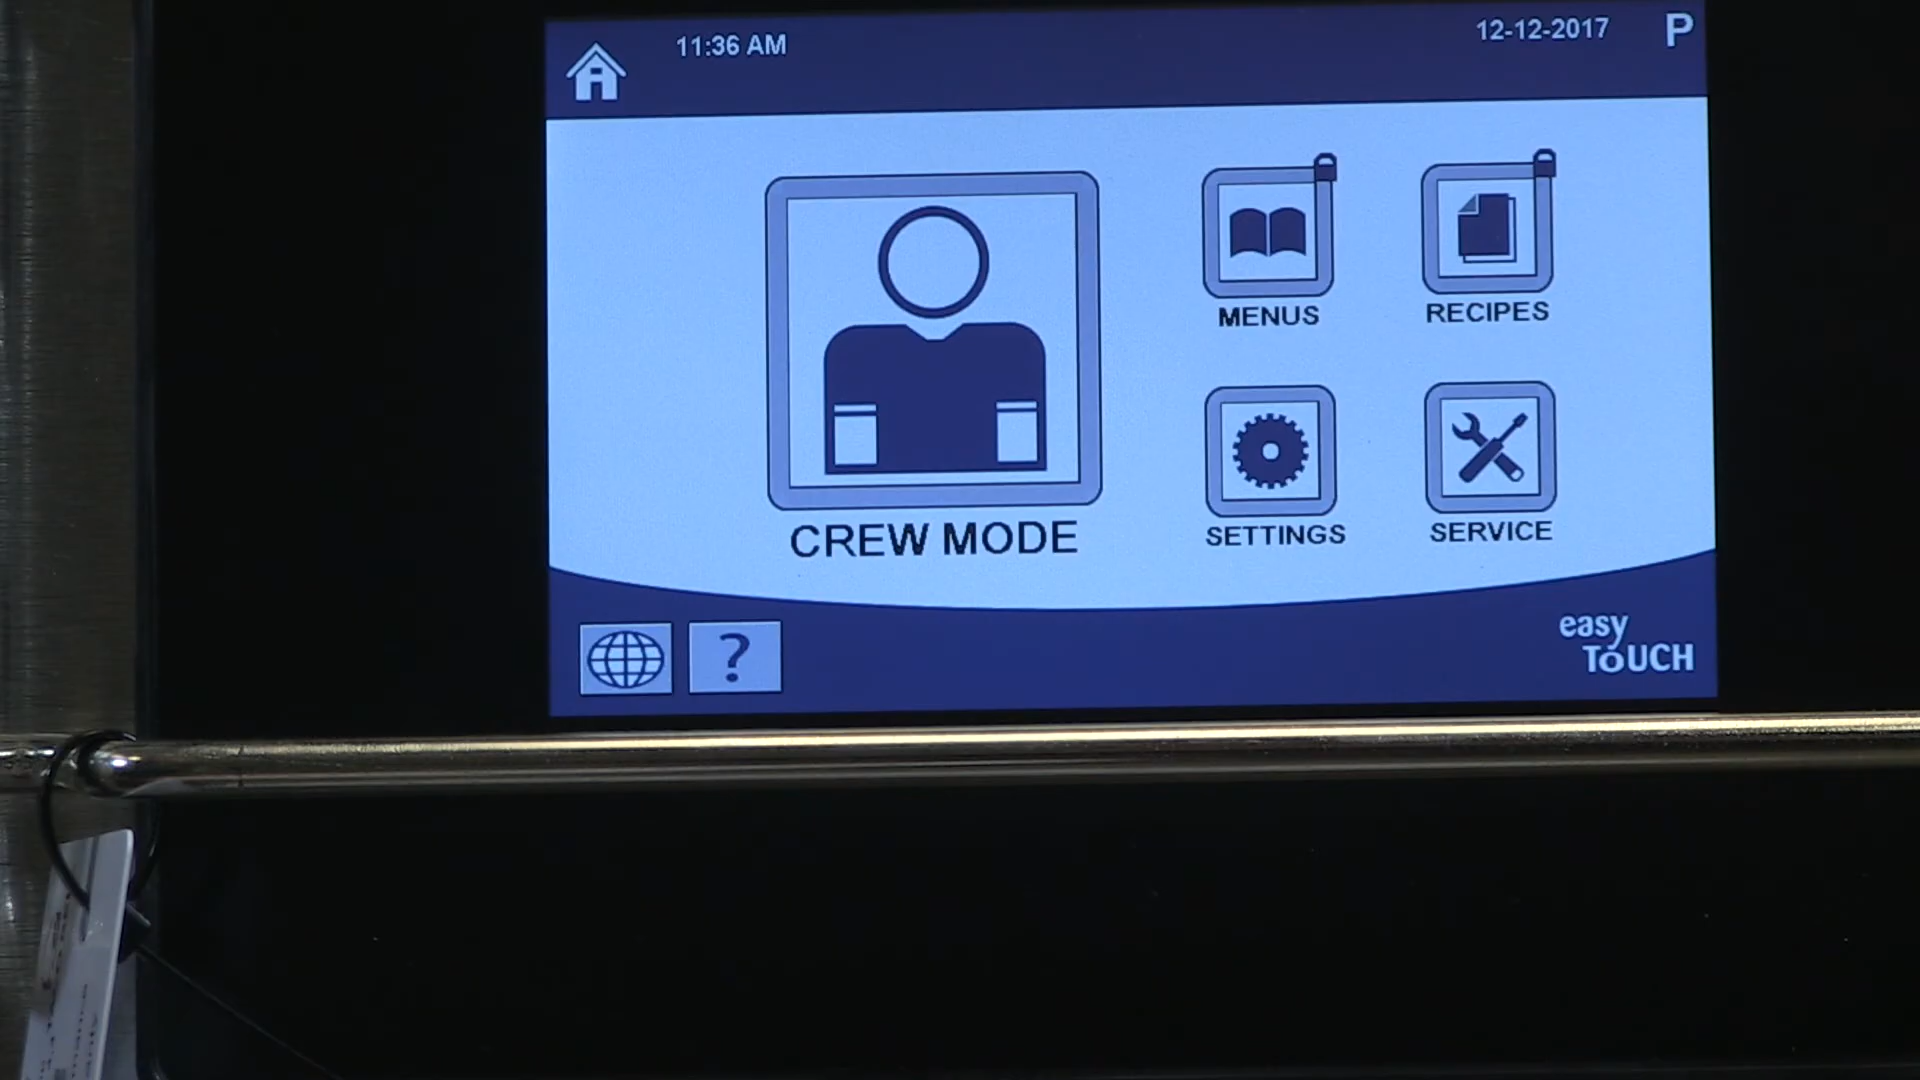 11:36 AM
12-12-2017
P
MENUS
RECIPES
CREW MODE
SETTINGS
SERVICE
?
easy
ToUCH